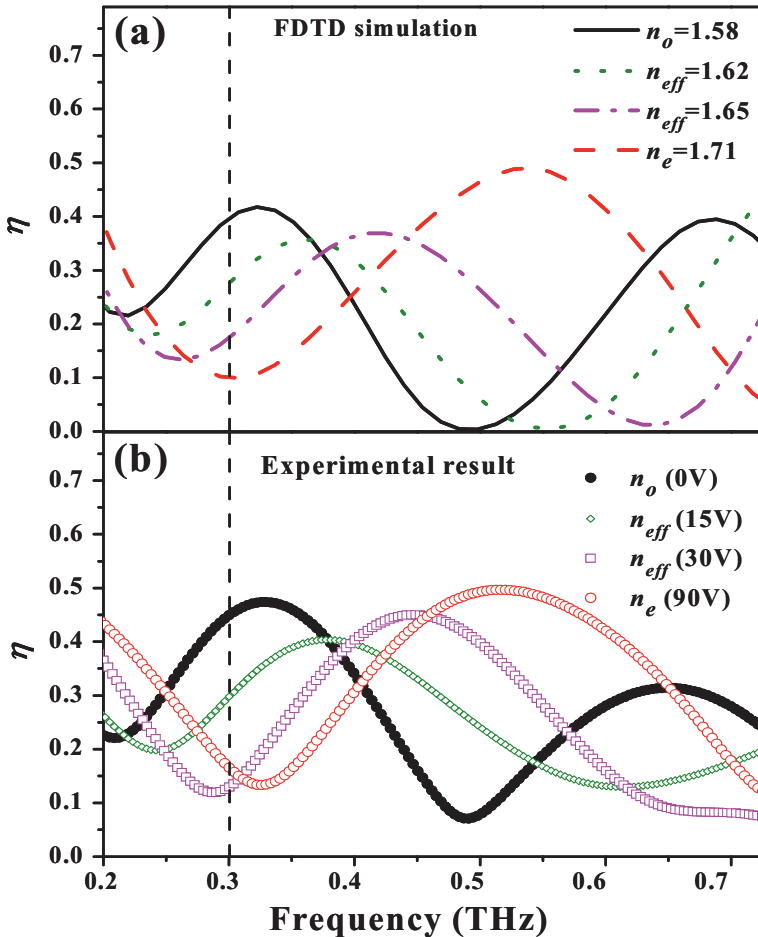 (a)
FDTD simulation
n_o=1.58
n_eff=1.62
n_eff=1.65
n_e=1.71
0.7
0.6
0.5
0.4
0.3
0.2
0.1
0.0
η
(b)
Experimental result
n_o (0V)
n_eff (15V)
n_eff (30V)
n_e (90V)
0.7
0.6
0.5
0.4
0.3
0.2
0.1
0.0
η
0.2 0.3 0.4 0.5 0.6 0.7
Frequency (THz)